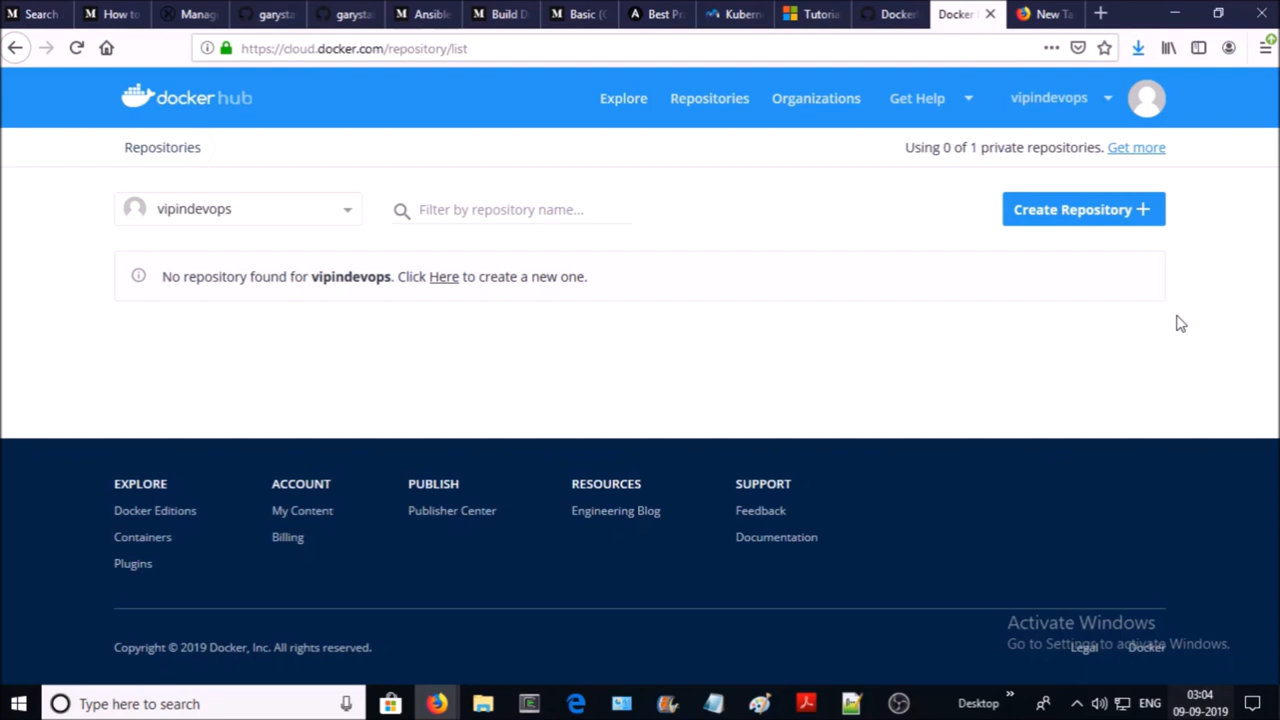 Search
How to
Manag
garysta
garysta
Ansible
Build D
Basic (C
Best Pr
Kubern
Tutoria
Docker
Docker
New Ta
https://cloud.docker.com/repository/list
docker hub
Explore
Repositories
Organizations
Get Help
vipindevops
Repositories
Using 0 of 1 private repositories. Get more
vipindevops
Filter by repository name...
Create Repository +
No repository found for vipindevops. Click Here to create a new one.
EXPLORE
ACCOUNT
PUBLISH
RESOURCES
SUPPORT
Docker Editions
My Content
Publisher Center
Engineering Blog
Feedback
Containers
Billing
Documentation
Plugins
Activate Windows
Go to Settings to activate Windows.
Copyright © 2019 Docker, Inc. All rights reserved.
Legal
Docker
Type here to search
Desktop
ENG
03:04
09-09-2019